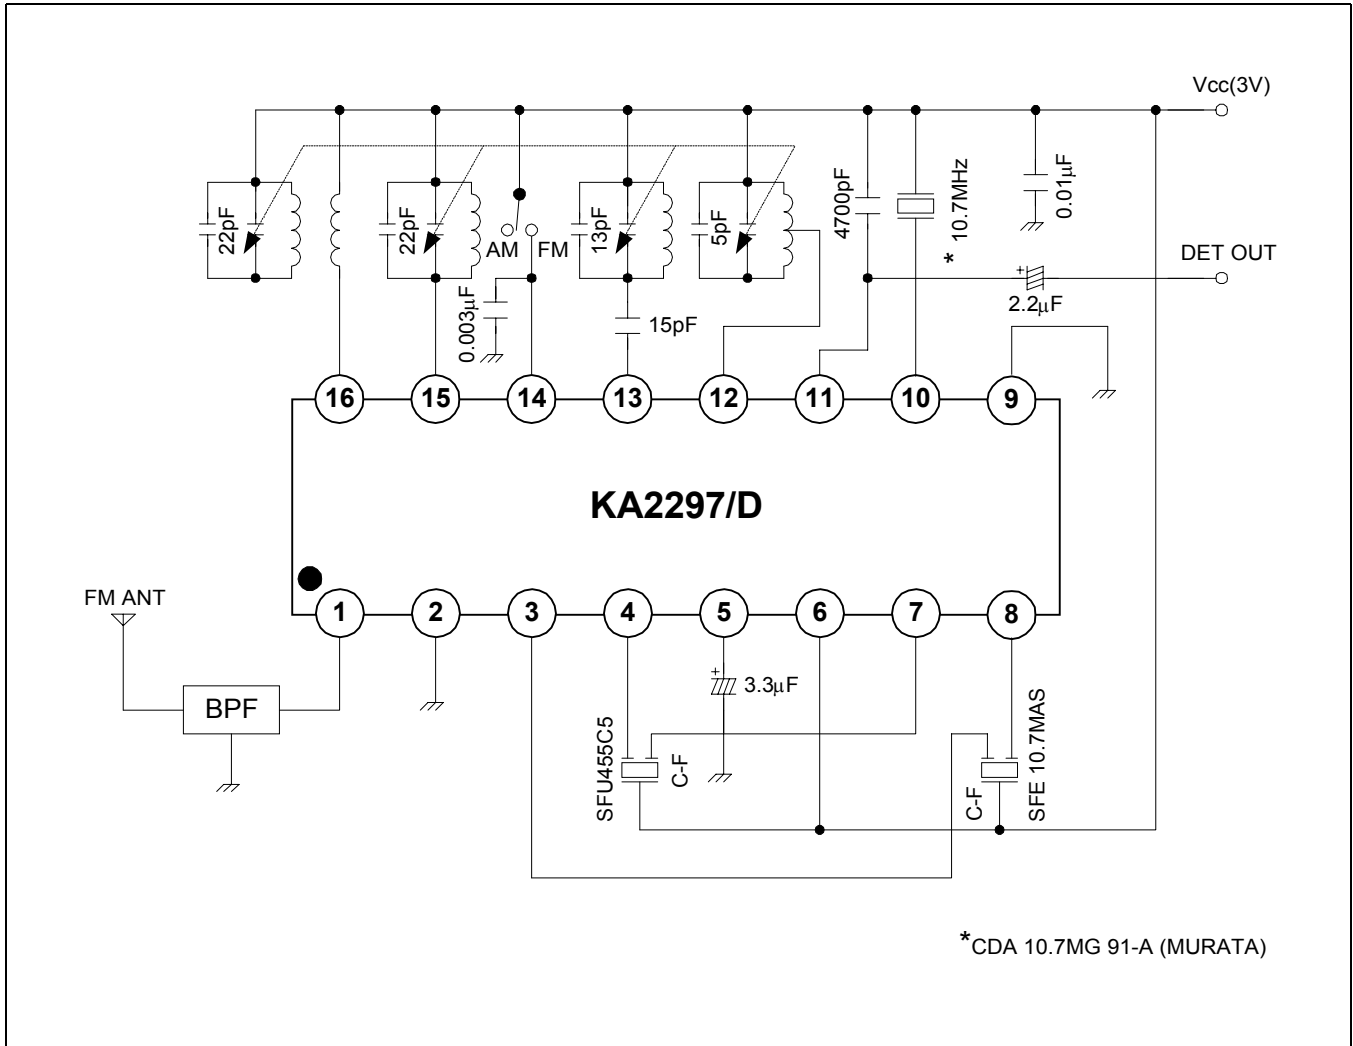 Vcc(3V)
22pF
22pF
AM
FM
13pF
5pF
4700pF
* 10.7MHz
0.01µF
DET OUT
2.2µF
0.003µF
15pF
16
15
14
13
12
11
10
9
KA2297/D
FM ANT
1
2
3
4
5
6
7
8
BPF
3.3µF
SFU455C5
C-F
C-F
SFE 10.7MAS
*CDA 10.7MG 91-A (MURATA)